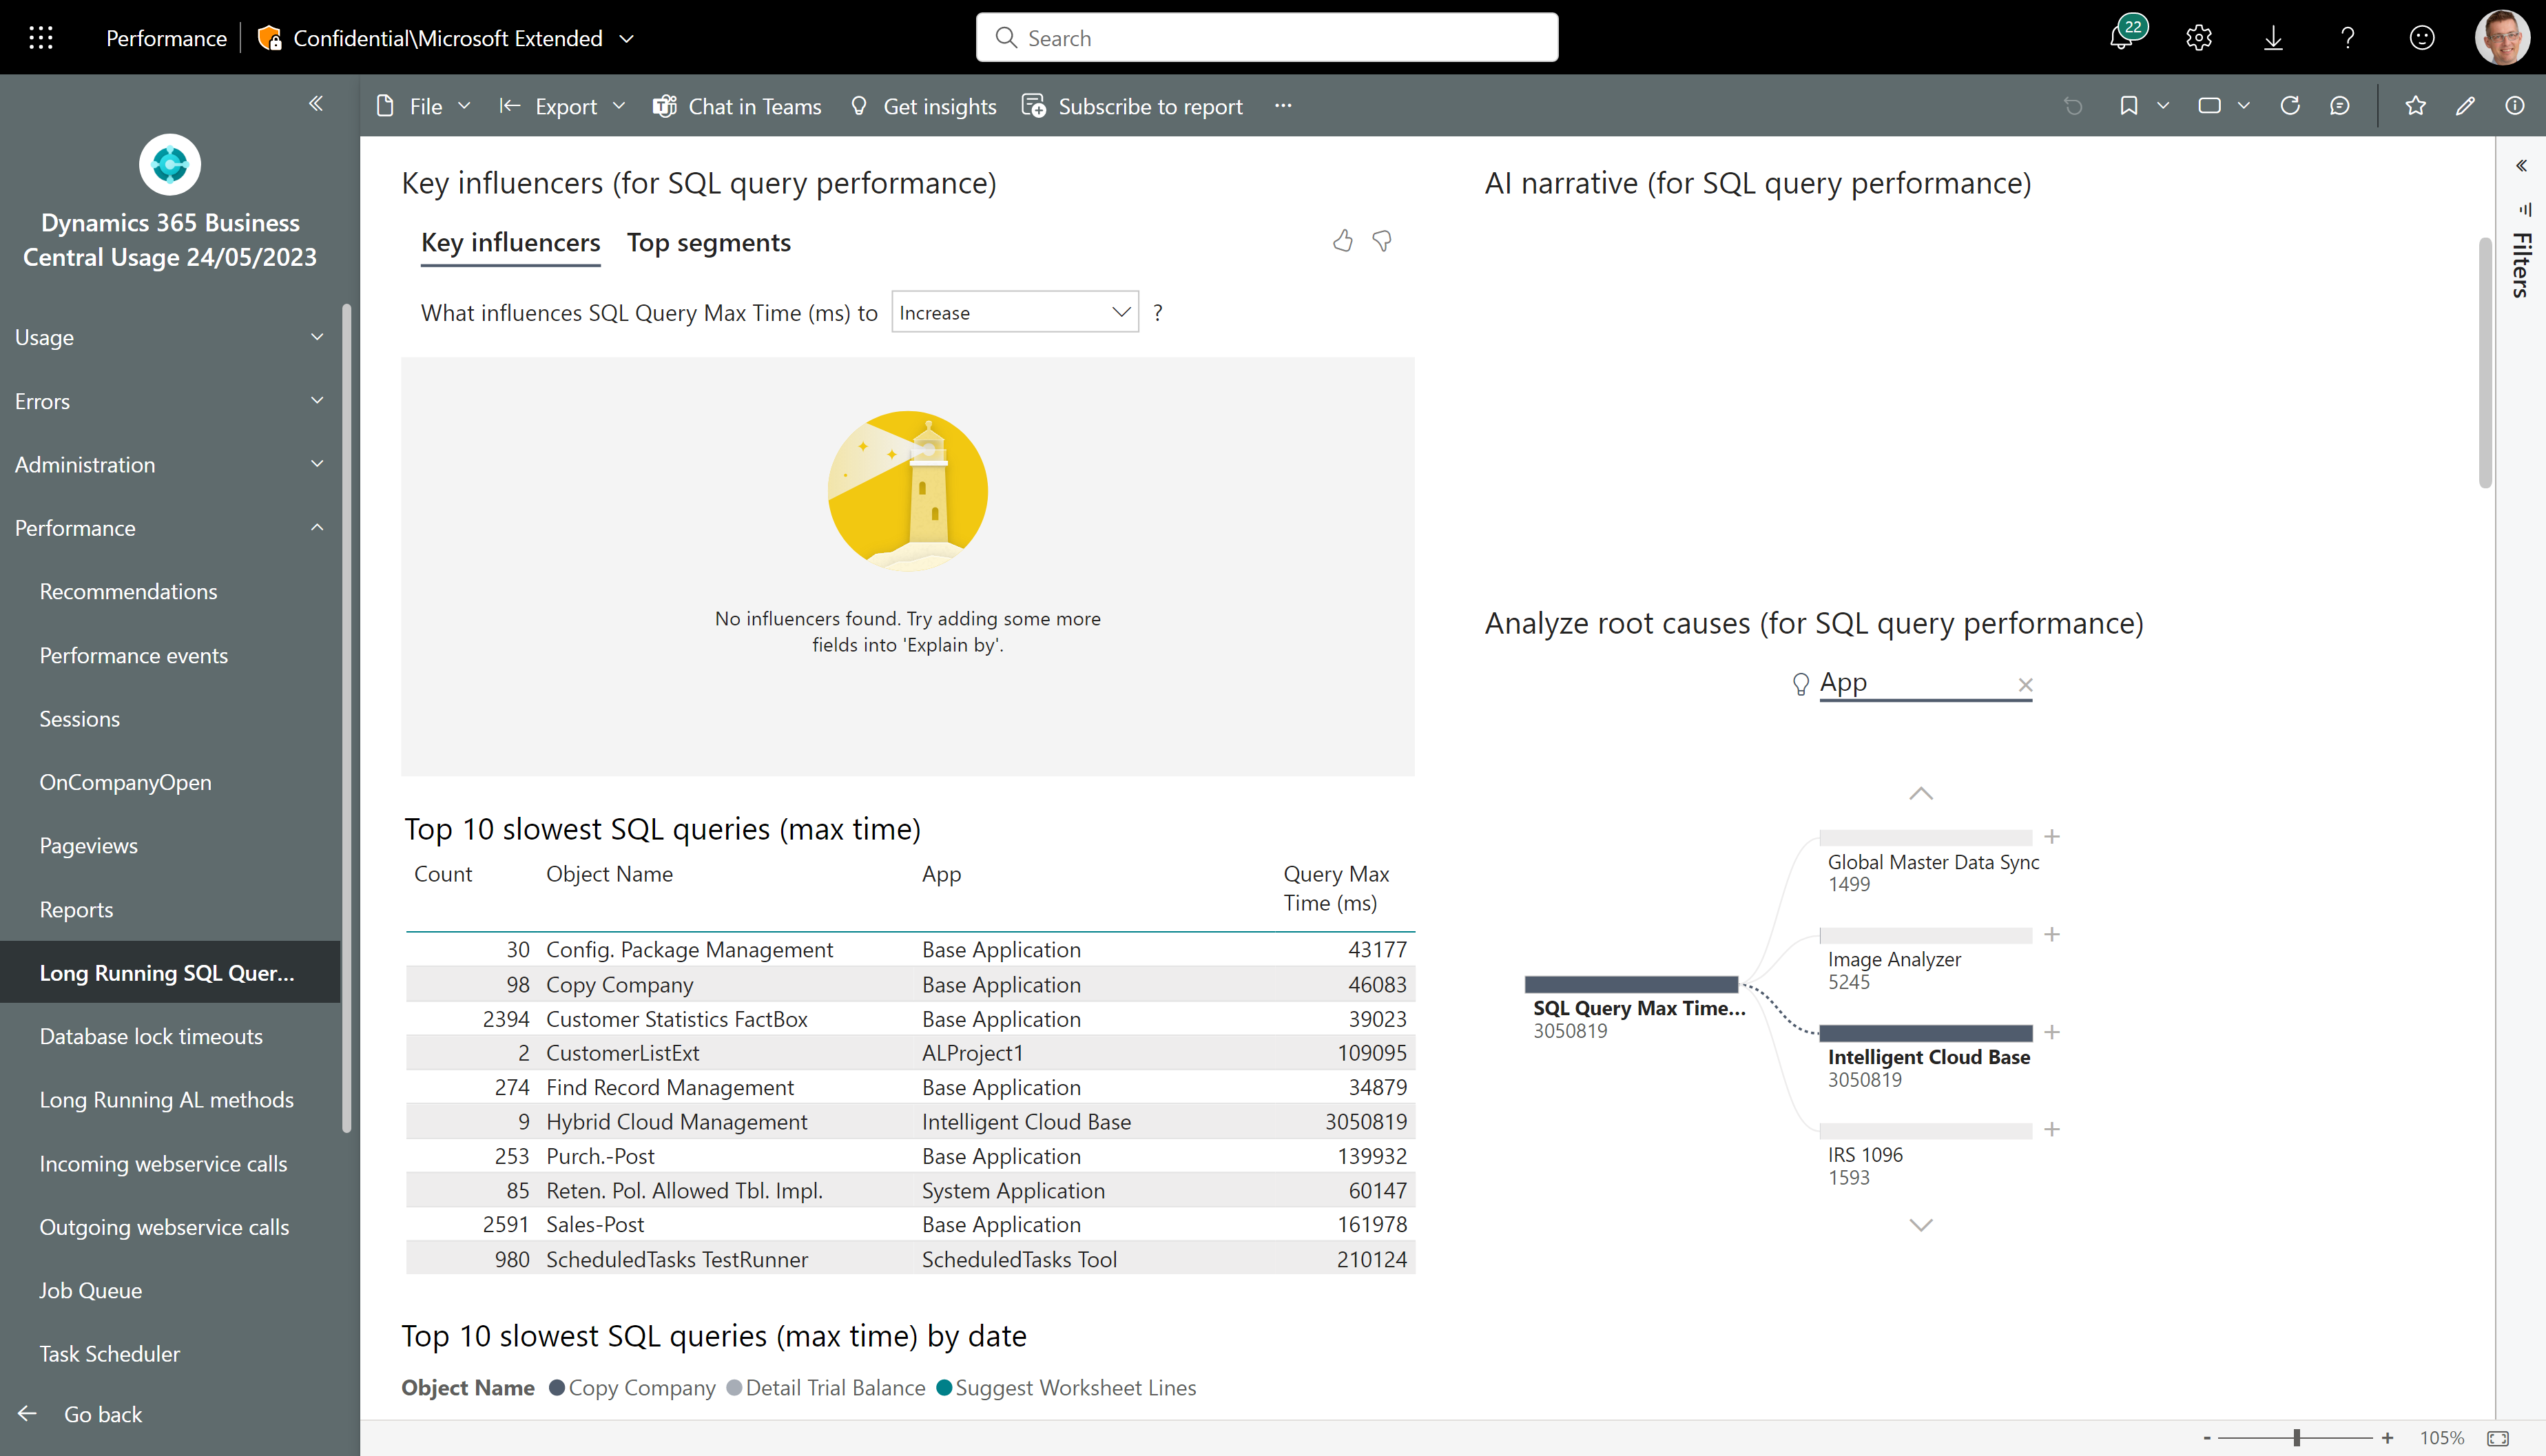 Performance
Confidential\Microsoft Extended
Search
22
?
File
Export
Chat in Teams
Get insights
Subscribe to report
...
Dynamics 365 Business
Central Usage 24/05/2023
Usage
Errors
Administration
Performance
Recommendations
Performance events
Sessions
OnCompanyOpen
Pageviews
Reports
Long Running SQL Quer...
Database lock timeouts
Long Running AL methods
Incoming webservice calls
Outgoing webservice calls
Job Queue
Task Scheduler
Go back
Key influencers (for SQL query performance)
Key influencers Top segments
What influences SQL Query Max Time (ms) to Increase ?
No influencers found. Try adding some more
fields into 'Explain by'.
Top 10 slowest SQL queries (max time)
Count Object Name App Query Max
Time (ms)
30 Config. Package Management Base Application 43177
98 Copy Company Base Application 46083
2394 Customer Statistics FactBox Base Application 39023
2 CustomerListExt ALProject1 109095
274 Find Record Management Base Application 34879
9 Hybrid Cloud Management Intelligent Cloud Base 3050819
253 Purch.-Post Base Application 139932
85 Reten. Pol. Allowed Tbl. Impl. System Application 60147
2591 Sales-Post Base Application 161978
980 ScheduledTasks TestRunner ScheduledTasks Tool 210124
Top 10 slowest SQL queries (max time) by date
Object Name Copy Company Detail Trial Balance Suggest Worksheet Lines
AI narrative (for SQL query performance)
Analyze root causes (for SQL query performance)
App
SQL Query Max Time...
3050819
Global Master Data Sync
1499
Image Analyzer
5245
Intelligent Cloud Base
3050819
IRS 1096
1593
Filters
- + 105%